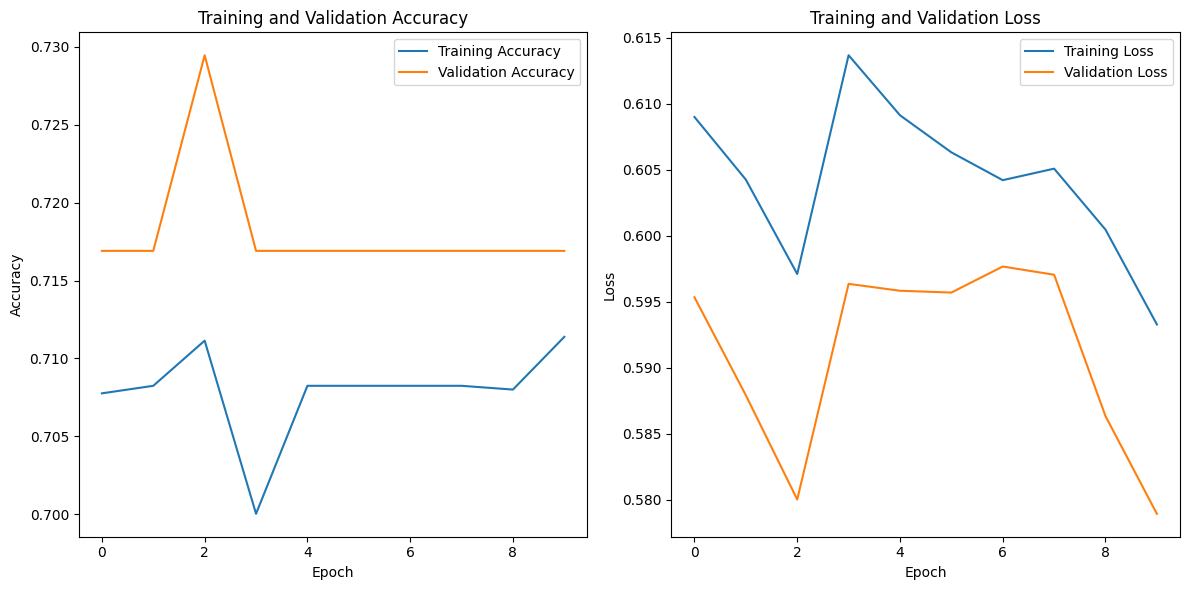 Training and Validation Accuracy
Training Accuracy
Validation Accuracy
0.730
0.725
0.720
0.715
0.710
0.705
0.700
Accuracy
0 2 4 6 8
Epoch
Training and Validation Loss
Training Loss
Validation Loss
0.615
0.610
0.605
0.600
0.595
0.590
0.585
0.580
Loss
0 2 4 6 8
Epoch